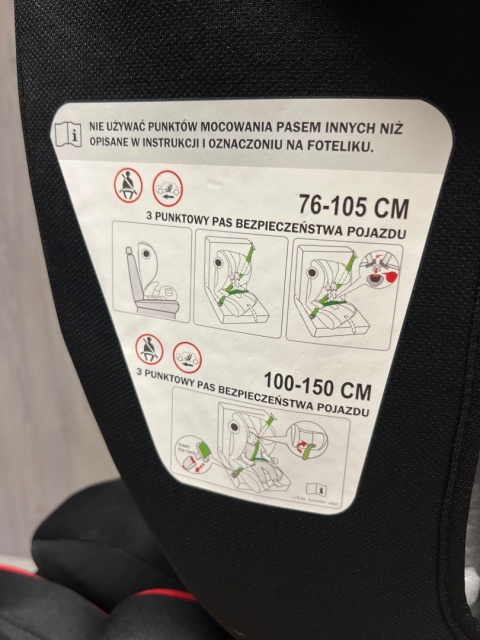 NIE UŻYWAĆ PUNKTÓW MOCOWANIA PASEM INNYCH NIŻ
OPISANE W INSTRUKCJI I OZNACZONIU NA FOTELIKU.
76-105 CM
3 PUNKTOWY PAS BEZPIECZEŃSTWA POJAZDU
100-150 CM
3 PUNKTOWY PAS BEZPIECZEŃSTWA POJAZDU